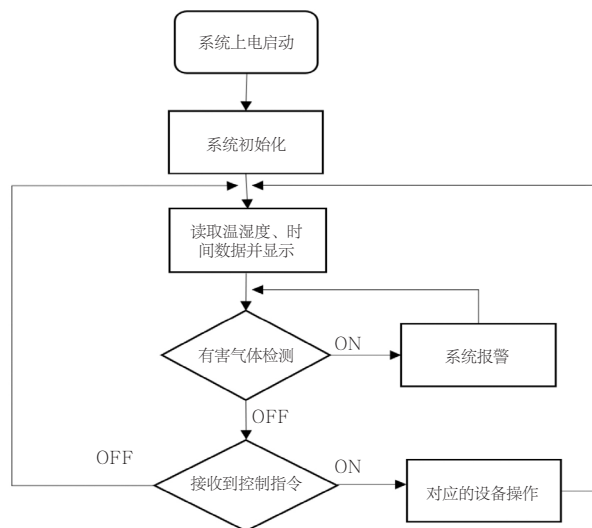 系统上电启动
系统初始化
读取温湿度、时
间数据并显示
有害气体检测
ON
系统报警
OFF
OFF
接收到控制指令
ON
对应的设备操作